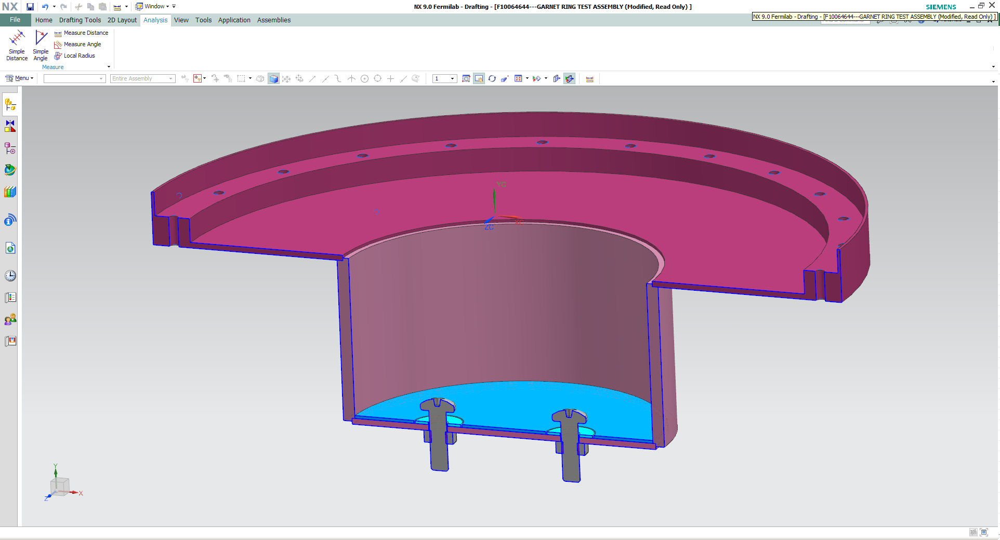 NX Window NX 9.0 Fermilab - Drafting - [F10064644---GARNET RING TEST ASSEMBLY (Modified, Read Only) ] SIEMENS
NX 9.0 Fermilab - Drafting - [F10064644---GARNET RING TEST ASSEMBLY (Modified, Read Only) ]
File Home Drafting Tools 2D Layout Analysis View Tools Application Assemblies
Simple Distance
Simple Angle
Measure Distance
Measure Angle
Local Radius
Measure
Menu Entire Assembly 1
YC
XC
ZC
Y
X
Z